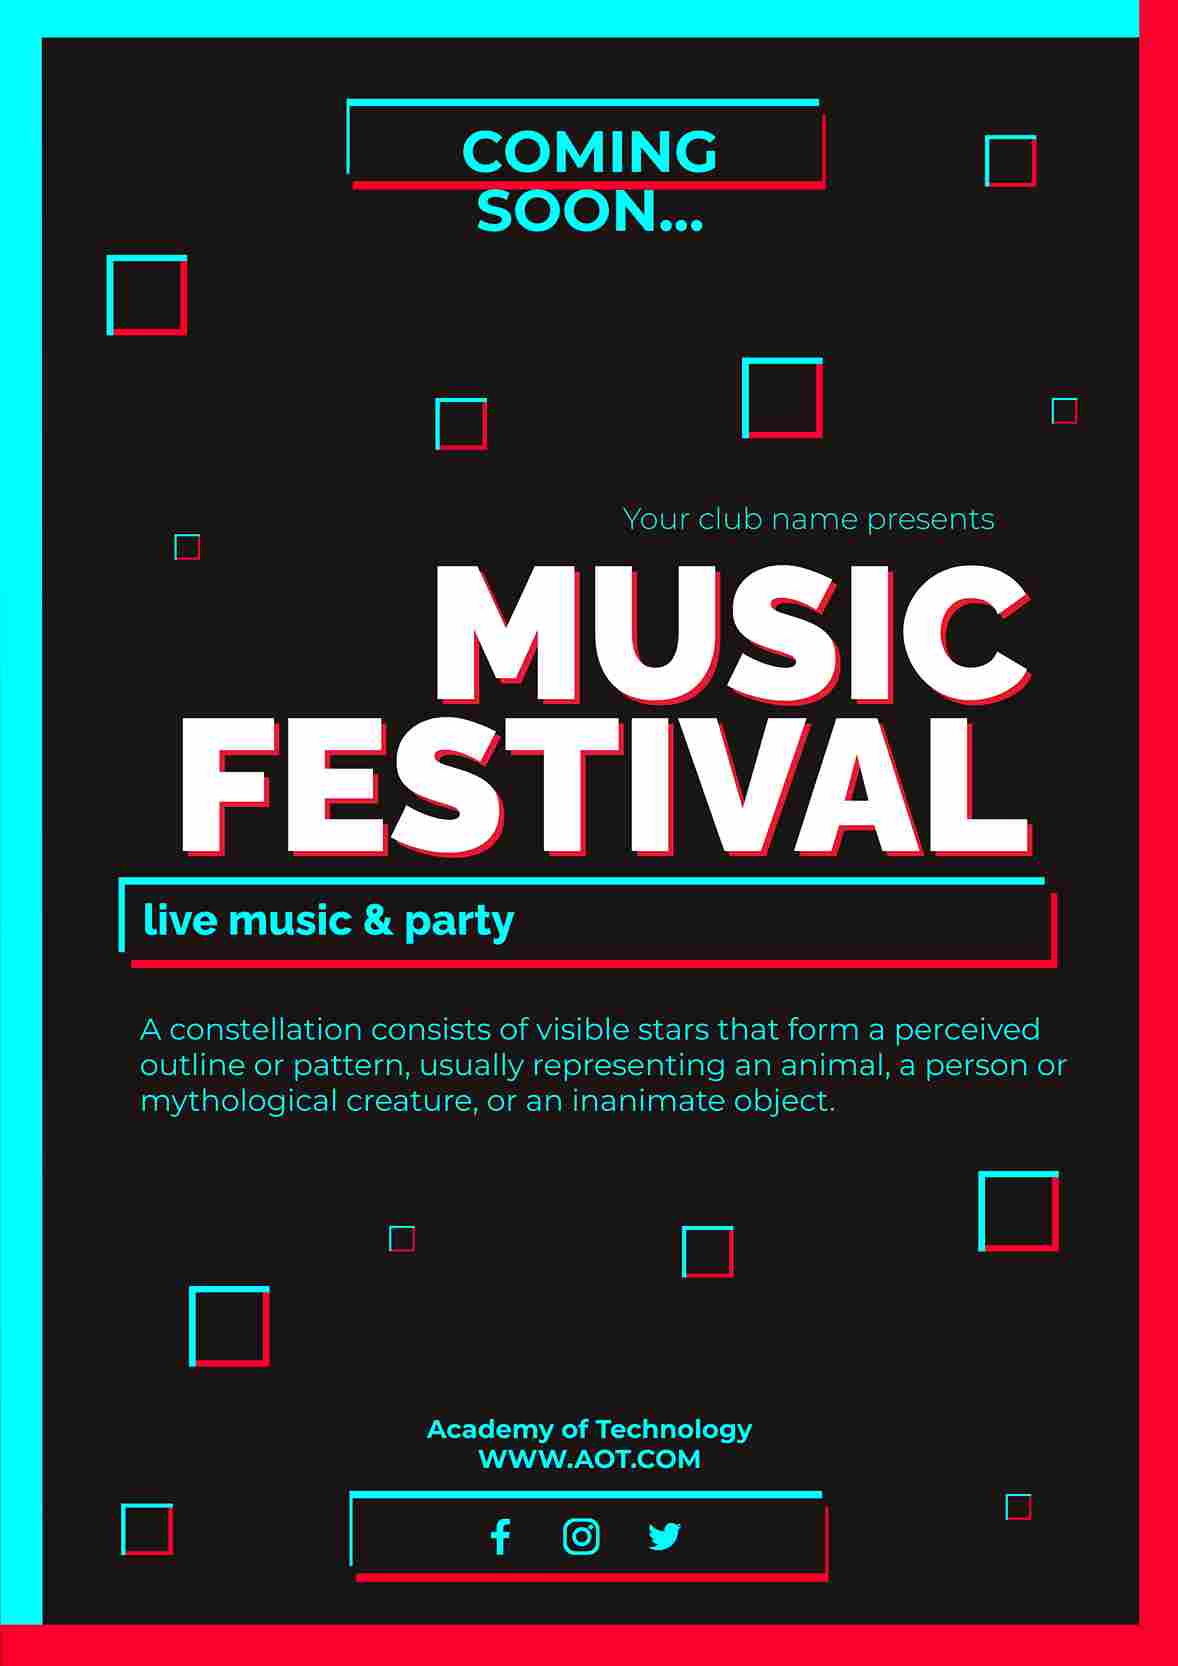 COMING
SOON...
Your club name presents
MUSIC
FESTIVAL
live music & party
A constellation consists of visible stars that form a perceived
outline or pattern, usually representing an animal, a person or
mythological creature, or an inanimate object.
Academy of Technology
WWW.AOT.COM